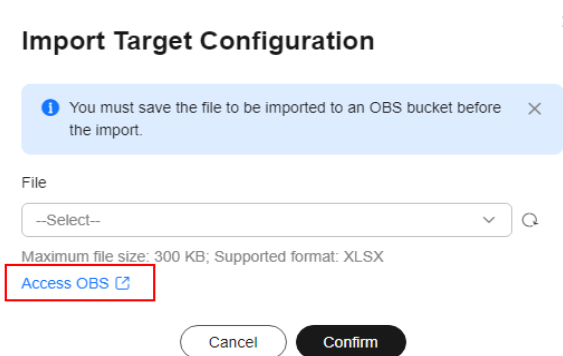 Import Target Configuration
You must save the file to be imported to an OBS bucket before
the import.
File
--Select--
Maximum file size: 300 KB; Supported format: XLSX
Access OBS
Cancel
Confirm